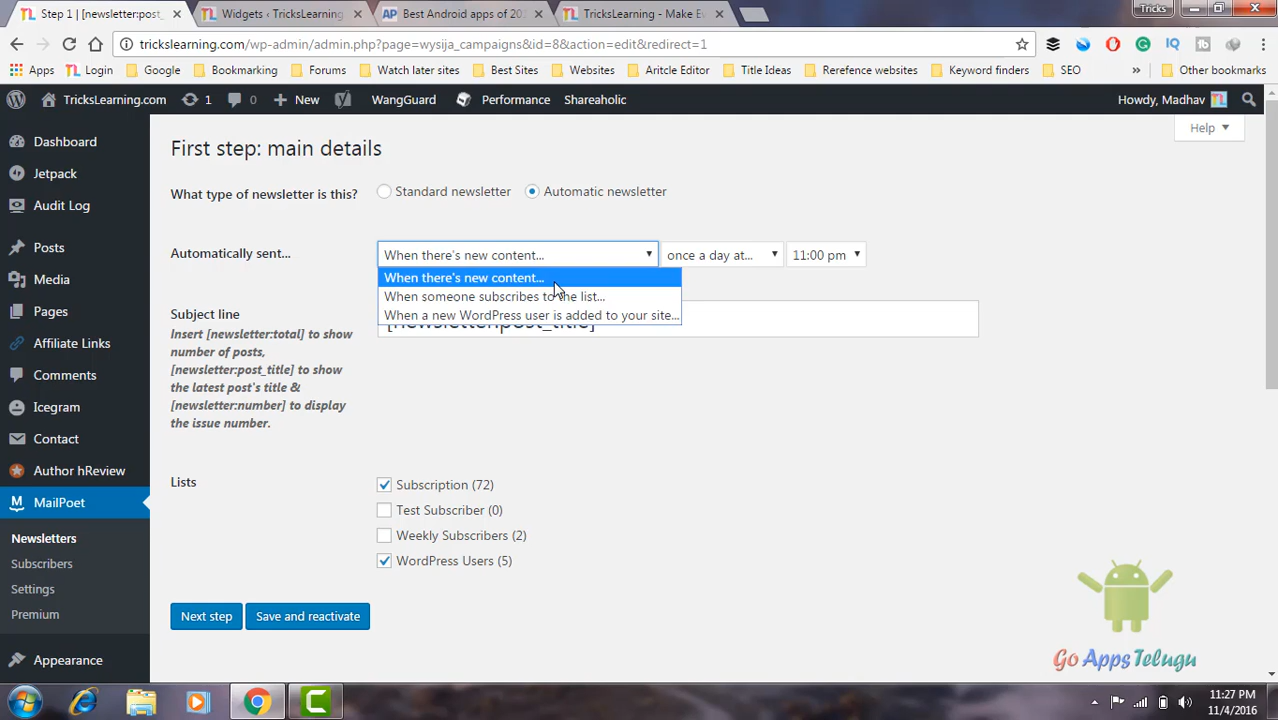 Step 1 | [newsletter:post_
Widgets ‹ TricksLearning
Best Android apps of 20
TricksLearning - Make Ev
Tricks
trickslearning.com/wp-admin/admin.php?page=wysija_campaigns&id=8&action=edit&redirect=1
Apps Login Google Bookmarking Forums Watch later sites Best Sites Websites Aritcle Editor Title Ideas Rerefence websites Keyword finders SEO » Other bookmarks
TricksLearning.com 1 0 + New WangGuard Performance Shareaholic Howdy, Madhav
Help
Dashboard
Jetpack
Audit Log
Posts
Media
Pages
Affiliate Links
Comments
Icegram
Contact
Author hReview
MailPoet
Newsletters
Subscribers
Settings
Premium
Appearance
First step: main details
What type of newsletter is this? Standard newsletter Automatic newsletter
Automatically sent... When there's new content... once a day at... 11:00 pm
When there's new content...
When someone subscribes to the list...
When a new WordPress user is added to your site...
Subject line
[newsletter:post_title]
Insert [newsletter:total] to show
number of posts,
[newsletter:post_title] to show
the latest post's title &
[newsletter:number] to display
the issue number.
Lists
Subscription (72)
Test Subscriber (0)
Weekly Subscribers (2)
WordPress Users (5)
Next step Save and reactivate
Go AppsTelugu
11:27 PM
11/4/2016